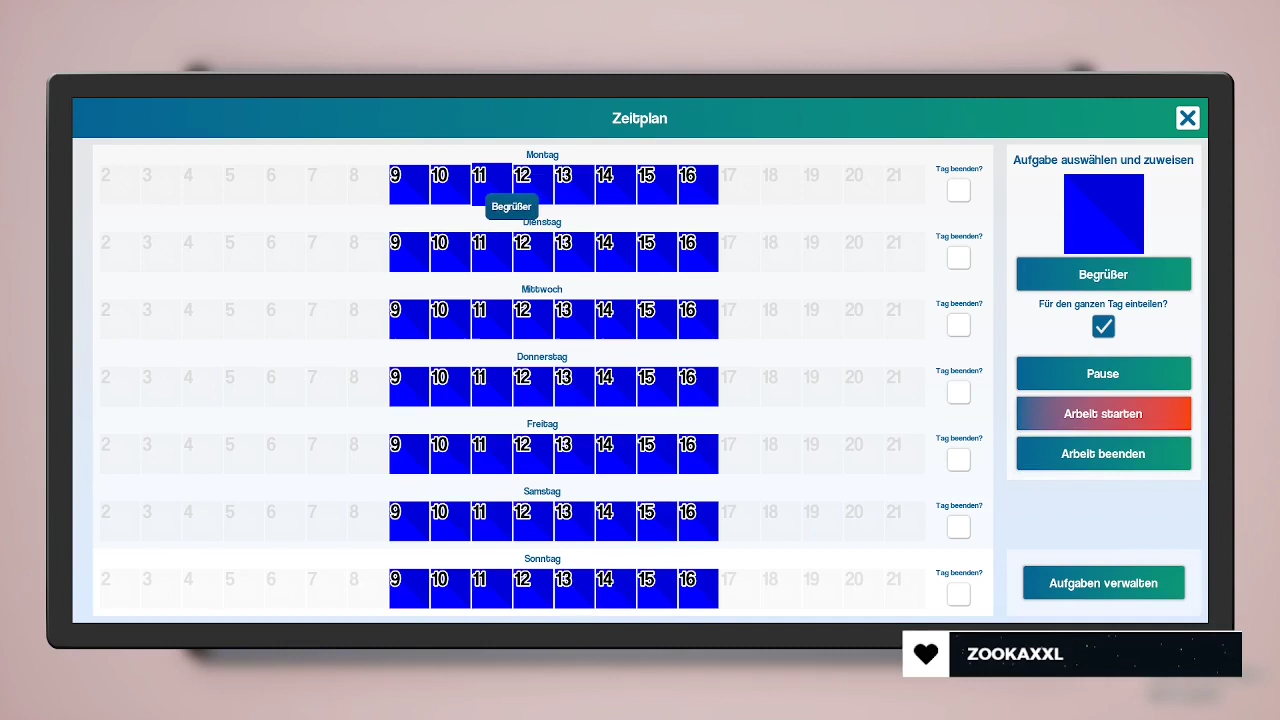 Zeitplan
Montag
2 3 4 5 6 7 8 9 10 11 12 13 14 15 16 17 18 19 20 21
Tag beenden?
Begrüßer
Dienstag
2 3 4 5 6 7 8 9 10 11 12 13 14 15 16 17 18 19 20 21
Tag beenden?
Mittwoch
2 3 4 5 6 7 8 9 10 11 12 13 14 15 16 17 18 19 20 21
Tag beenden?
Donnerstag
2 3 4 5 6 7 8 9 10 11 12 13 14 15 16 17 18 19 20 21
Tag beenden?
Freitag
2 3 4 5 6 7 8 9 10 11 12 13 14 15 16 17 18 19 20 21
Tag beenden?
Samstag
2 3 4 5 6 7 8 9 10 11 12 13 14 15 16 17 18 19 20 21
Tag beenden?
Sonntag
2 3 4 5 6 7 8 9 10 11 12 13 14 15 16 17 18 19 20 21
Tag beenden?
Aufgabe auswählen und zuweisen
Begrüßer
Für den ganzen Tag einteilen?
Pause
Arbeit starten
Arbeit beenden
Aufgaben verwalten
ZOOKAXXL